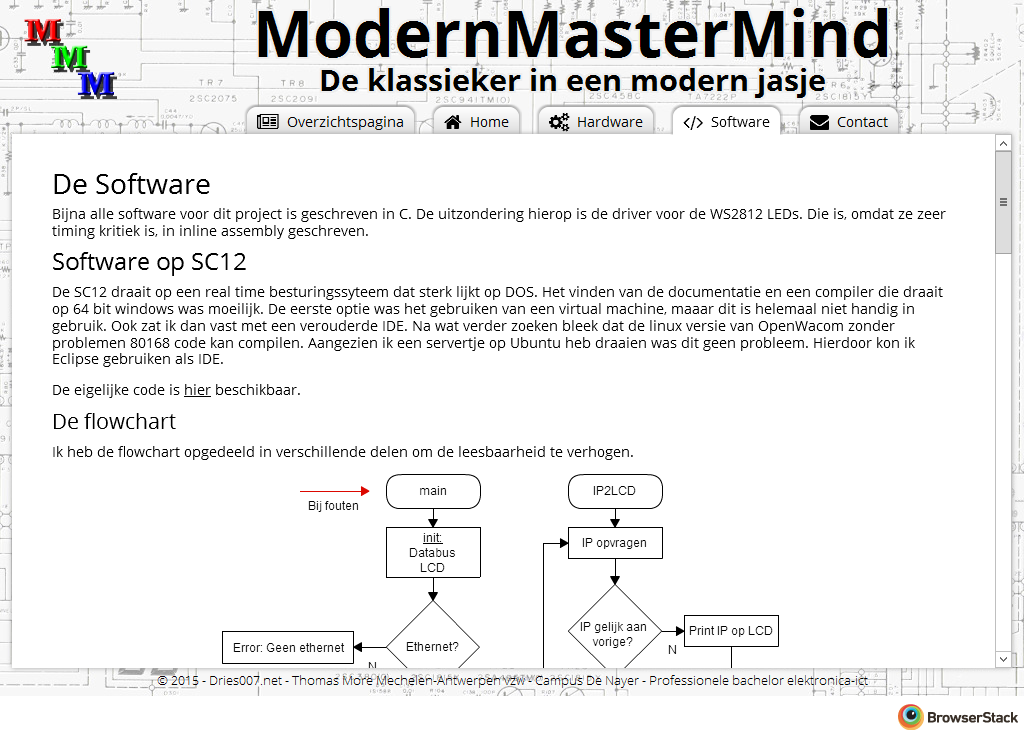 M
M
M
ModernMasterMind
De klassieker in een modern jasje
TR7
TR8
2SC2075
2SC2091
2SC941TM(O)
2SC458C
TA7222P
2SC1815Y
Overzichtspagina
Home
Hardware
Software
Contact
De Software
Bijna alle software voor dit project is geschreven in C. De uitzondering hierop is de driver voor de WS2812 LEDs. Die is, omdat ze zeer
timing kritiek is, in inline assembly geschreven.
Software op SC12
De SC12 draait op een real time besturingssyteem dat sterk lijkt op DOS. Het vinden van de documentatie en een compiler die draait
op 64 bit windows was moeilijk. De eerste optie was het gebruiken van een virtual machine, maaar dit is helemaal niet handig in
gebruik. Ook zat ik dan vast met een verouderde IDE. Na wat verder zoeken bleek dat de linux versie van OpenWacom zonder
problemen 80168 code kan compilen. Aangezien ik een servertje op Ubuntu heb draaien was dit geen probleem. Hierdoor kon ik
Eclipse gebruiken als IDE.
De eigelijke code is hier beschikbaar.
De flowchart
Ik heb de flowchart opgedeeld in verschillende delen om de leesbaarheid te verhogen.
Bij fouten
main
IP2LCD
init:
Databus
LCD
IP opvragen
Error: Geen ethernet
N
Ethernet?
IP gelijk aan
vorige?
N
Print IP op LCD
© 2015 - Dries007.net - Thomas More Mechelen-Antwerpen vzw - Campus De Nayer - Professionele bachelor elektronica-ict
BrowserStack